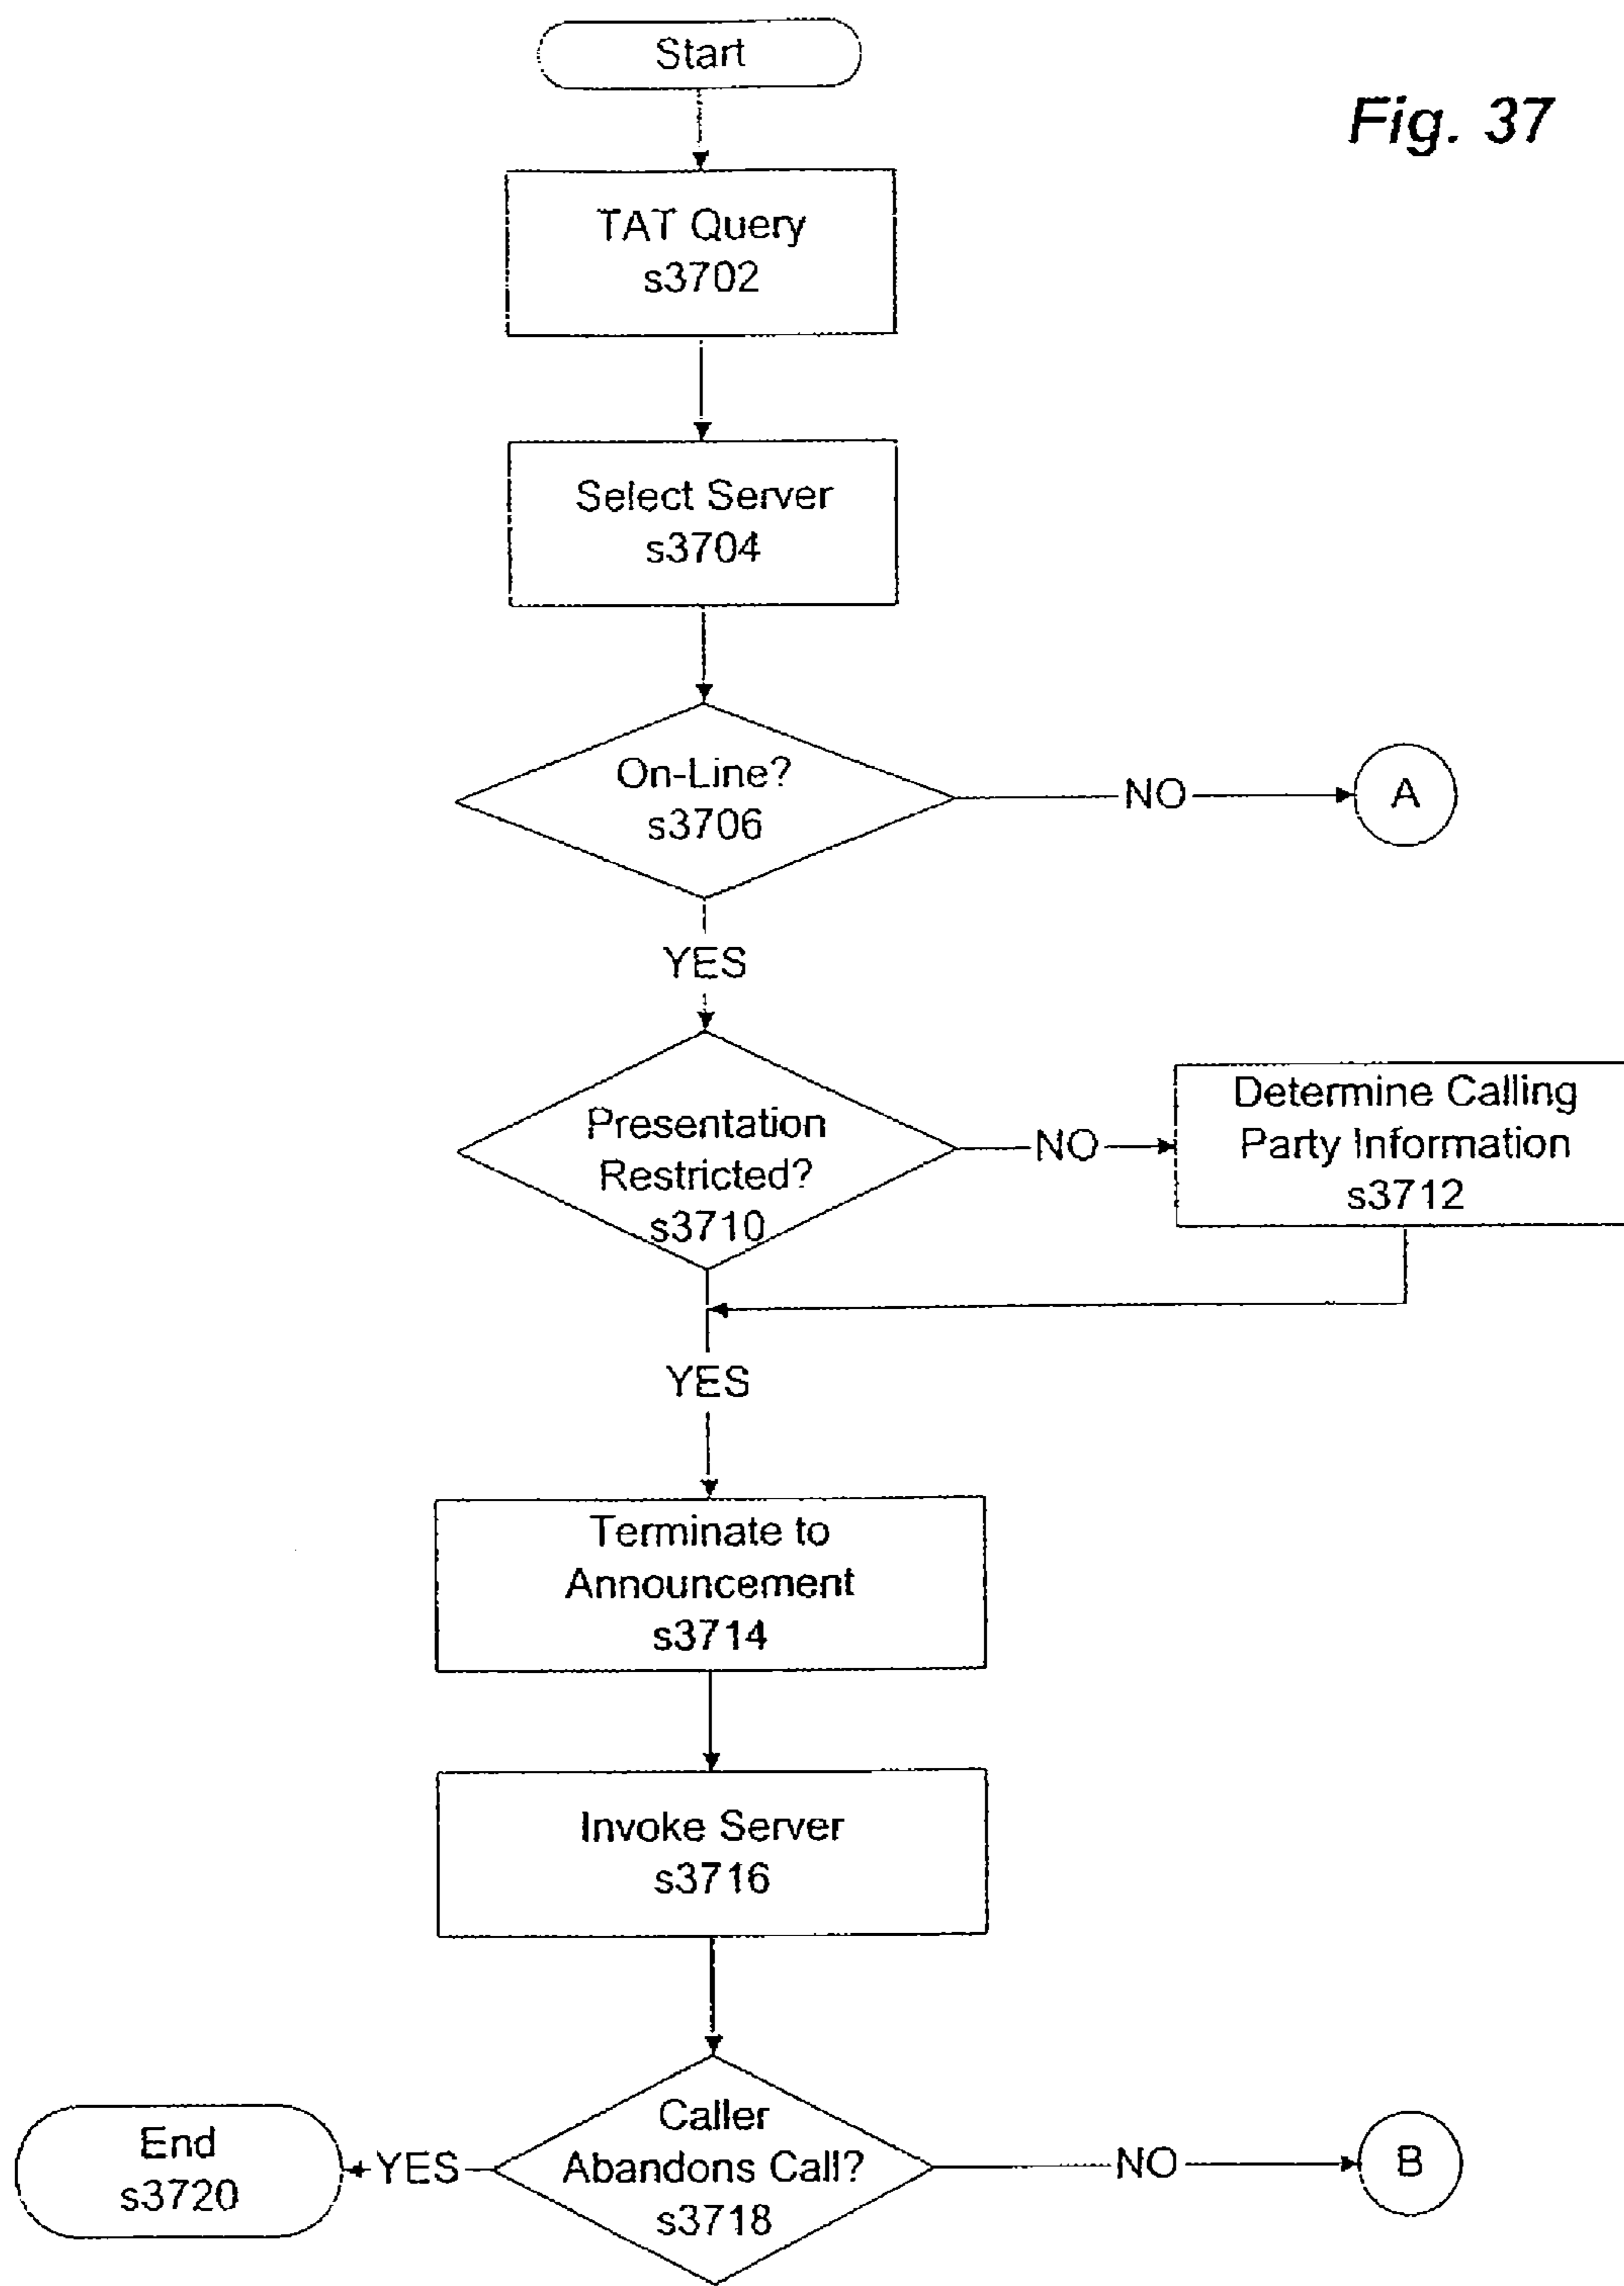 Start
Fig. 37
TAT Query
s3702
Select Server
s3704
On-Line?
s3706
NO
A
YES
Presentation
Restricted?
s3710
NO
Determine Calling
Party Information
s3712
YES
Terminate to
Announcement
s3714
Invoke Server
s3716
Caller
Abandons Call?
s3718
YES
End
s3720
NO
B